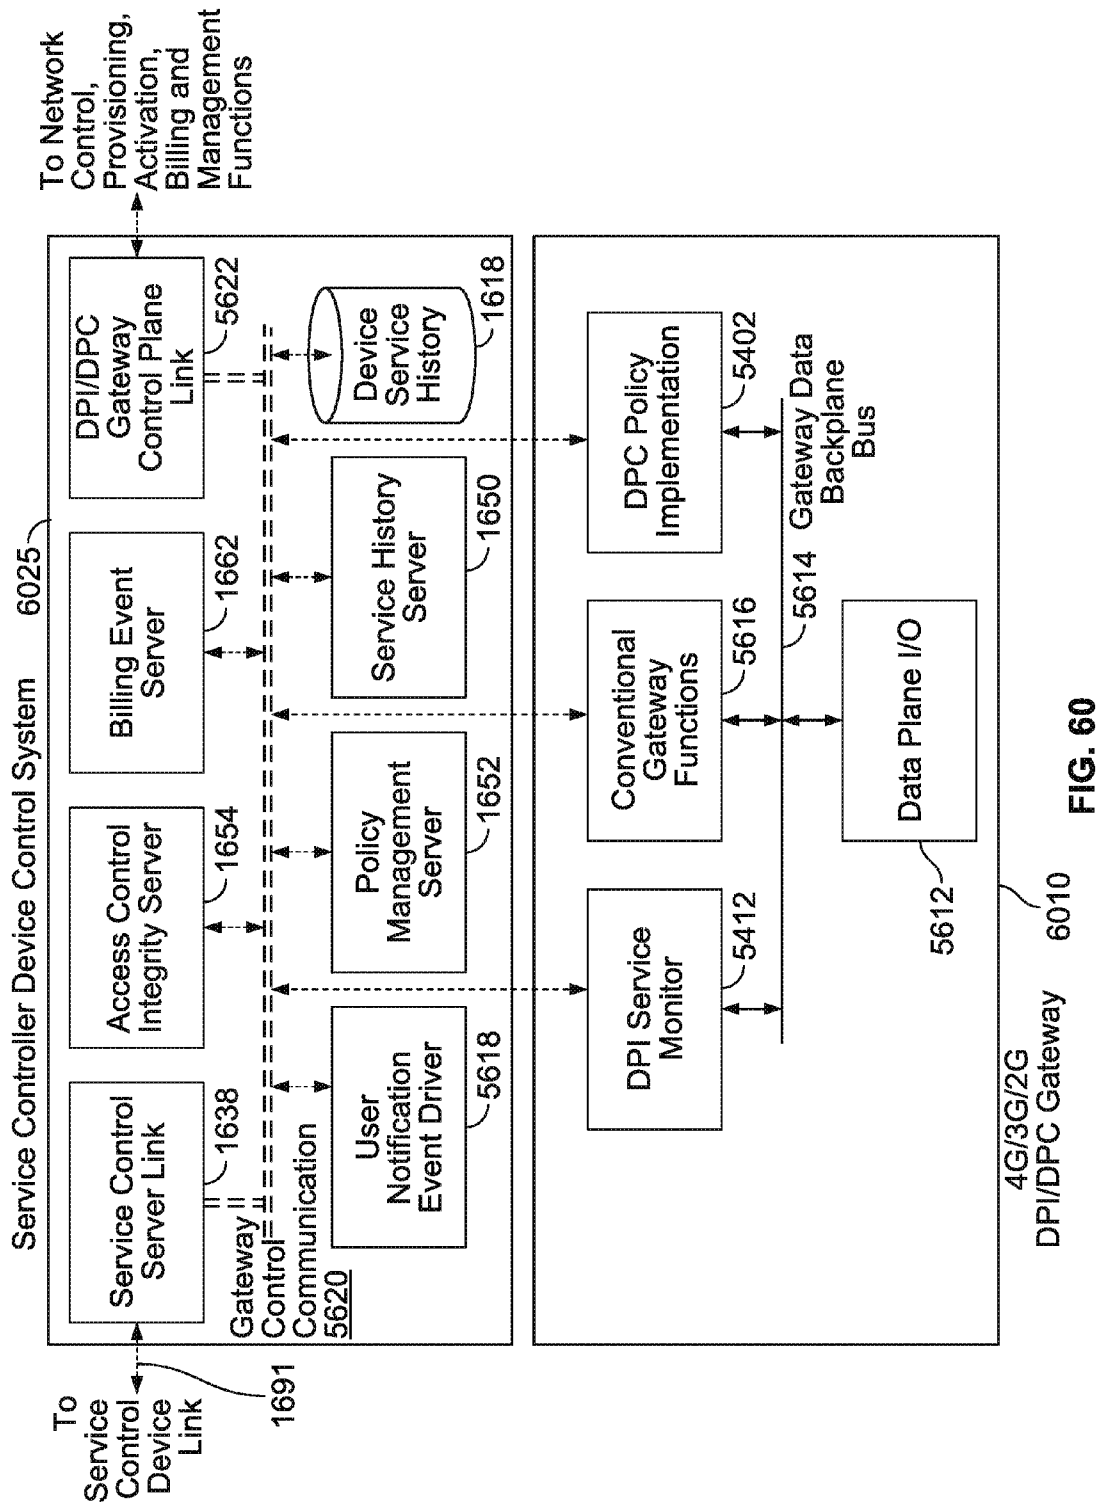 Service Controller Device Control System
6025
To
Service
Control
Device
Link
1691
Service Control
Server Link
1638
Access Control
Integrity Server
1654
Billing Event
Server
1662
DPI/DPC
Gateway
Control Plane
Link
5622
To Network
Control,
Provisioning,
Activation,
Billing and
Management
Functions
Gateway
Control
Communication
5620
User
Notification
Event Driver
5618
Policy
Management
Server
1652
Service History
Server
1650
Device
Service
History
1618
DPI Service
Monitor
5412
Conventional
Gateway
Functions
5616
DPC Policy
Implementation
5402
5614
Gateway Data
Backplane
Bus
Data Plane I/O
5612
4G/3G/2G
DPI/DPC Gateway
6010
FIG. 60